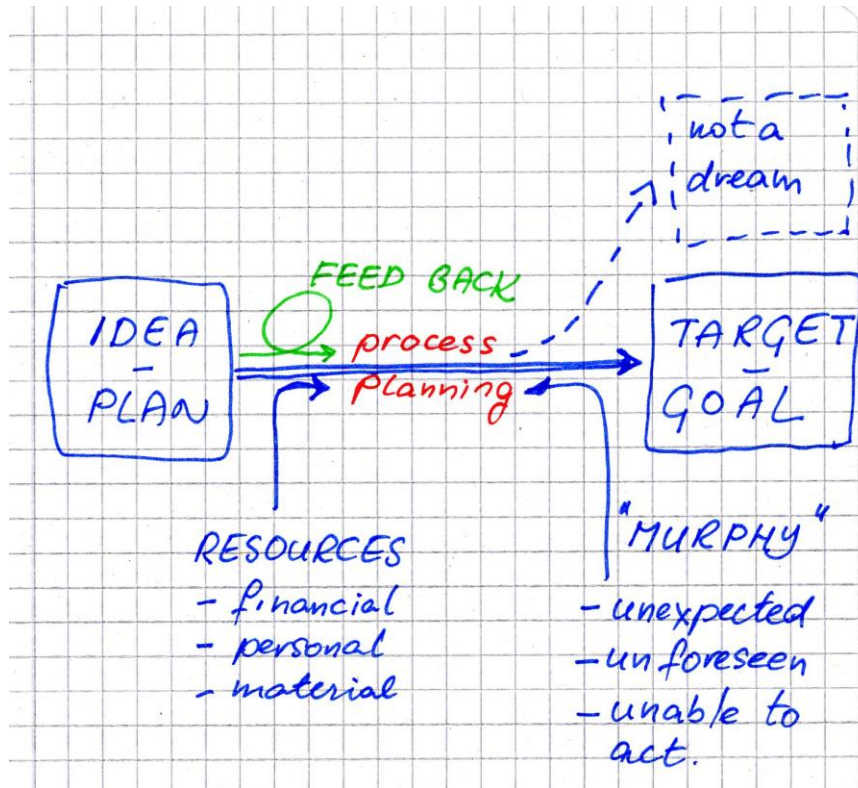 not a
dream
FEED BACK
IDEA
-
PLAN
process
planning
TARGET
-
GOAL
RESOURCES
- financial
- personal
- material
"MURPHY"
- unexpected
- unforeseen
- unable to
act.